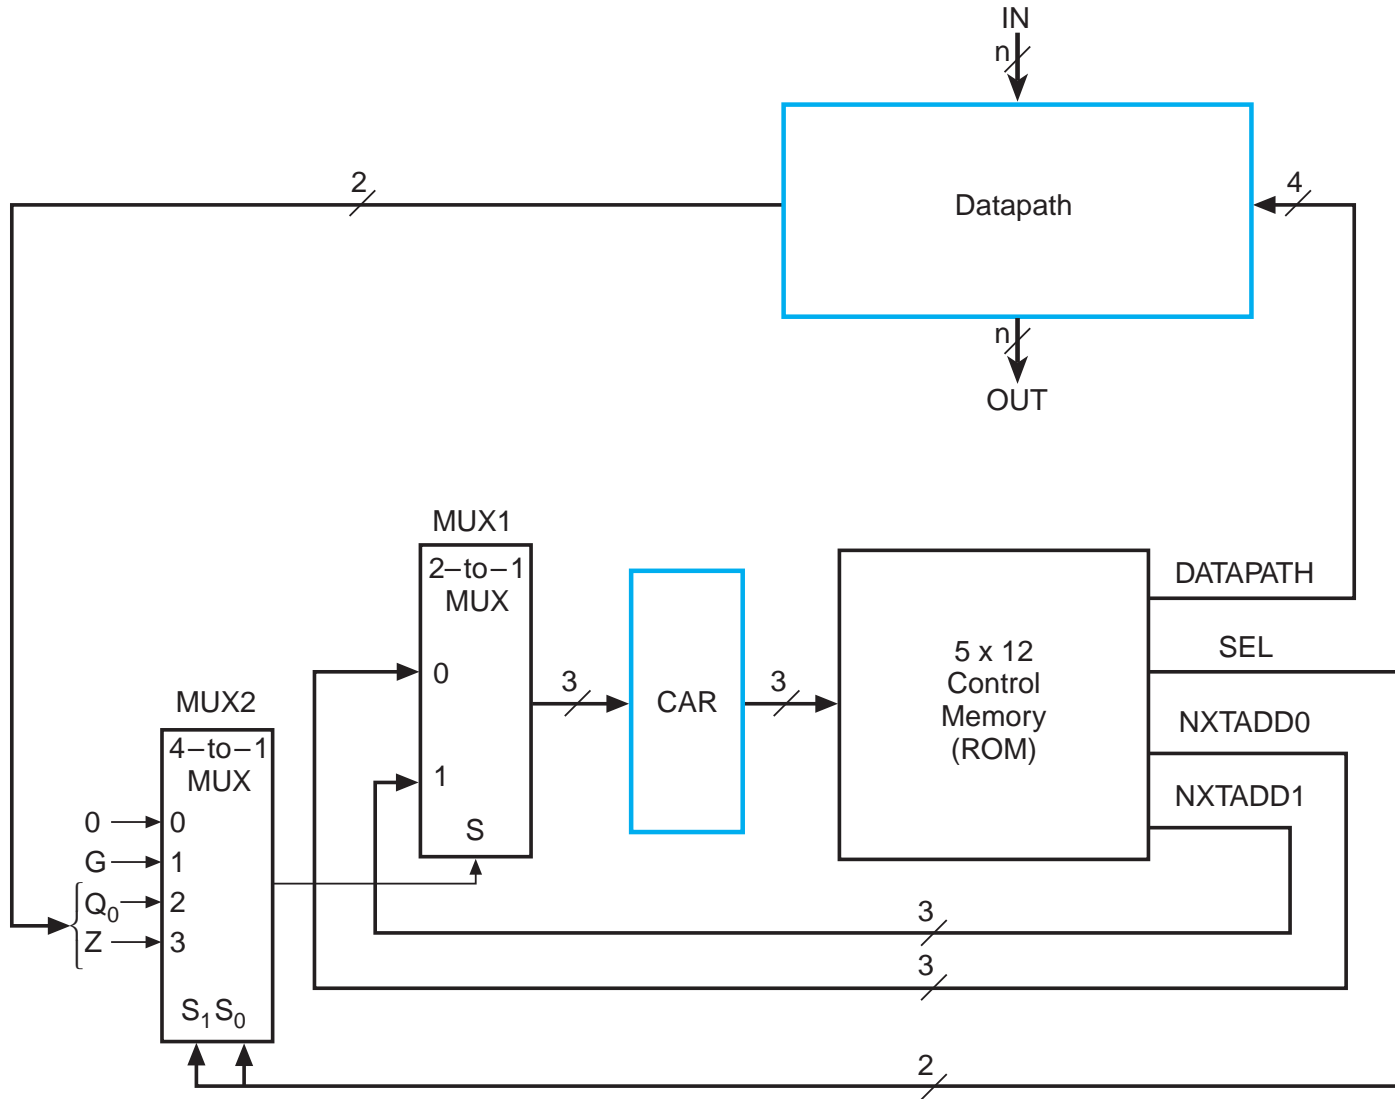 IN
n
2
Datapath
4
n
OUT
MUX1
2–to–1
MUX
0
1
S
3
CAR
3
5 x 12
Control
Memory
(ROM)
DATAPATH
SEL
NXTADD0
NXTADD1
MUX2
4–to–1
MUX
0 0
G 1
Q0 2
Z 3
S1 S0
3
3
2